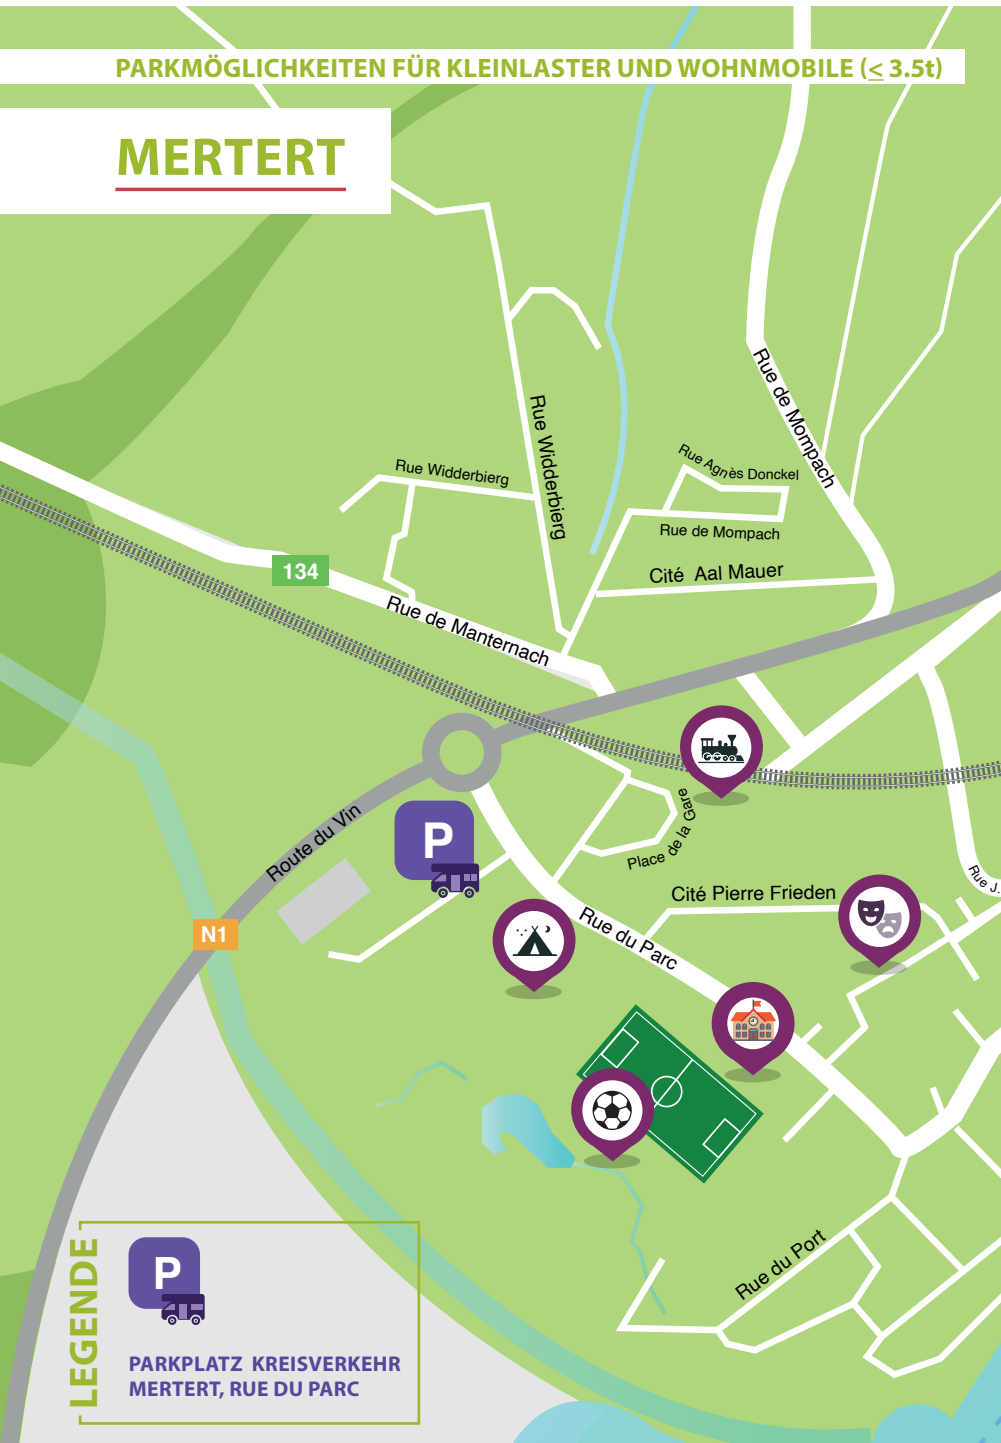 PARKMÖGLICHKEITEN FÜR KLEINLASTER UND WOHNMOBILE (≤ 3.5t)
MERTERT
Rue de Mompach
Rue Widderbierg
Rue Agnès Donckel
Rue Widderbierg
Rue de Mompach
134
Cité Aal Mauer
Rue de Manternach
Place de la Gare
Route du Vin
P
Rue J.
Cité Pierre Frieden
N1
Rue du Parc
Rue du Port
LEGENDE
P
PARKPLATZ KREISVERKEHR
MERTERT, RUE DU PARC